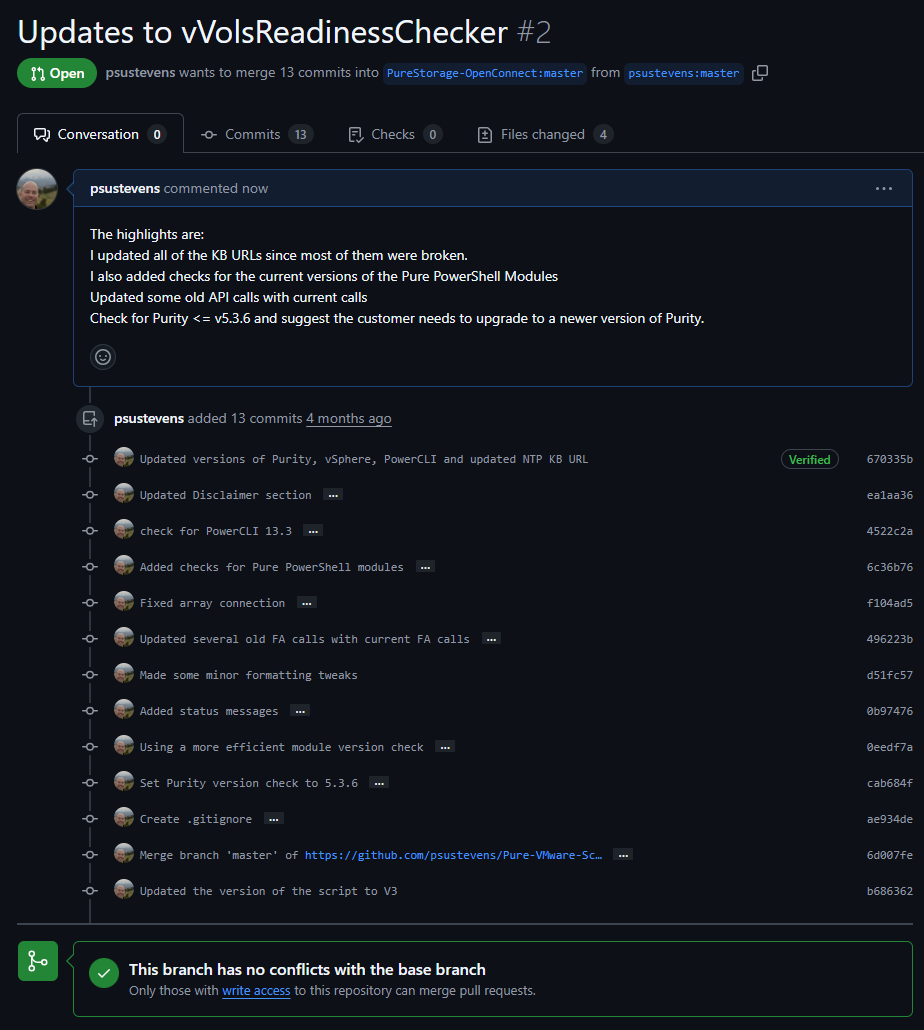 Updates to vVolsReadinessChecker #2
Open psustevens wants to merge 13 commits into PureStorage-OpenConnect:master from psustevens:master
Conversation 0 Commits 13 Checks 0 Files changed 4
psustevens commented now ...
The highlights are:
I updated all of the KB URLs since most of them were broken.
I also added checks for the current versions of the Pure PowerShell Modules
Updated some old API calls with current calls
Check for Purity <= v5.3.6 and suggest the customer needs to upgrade to a newer version of Purity.
psustevens added 13 commits 4 months ago
Updated versions of Purity, vSphere, PowerCLI and updated NTP KB URL Verified 670335b
Updated Disclaimer section ... ea1aa36
check for PowerCLI 13.3 ... 4522c2a
Added checks for Pure PowerShell modules ... 6c36b76
Fixed array connection ... f104ad5
Updated several old FA calls with current FA calls ... 496223b
Made some minor formatting tweaks d51fc57
Added status messages ... 0b97476
Using a more efficient module version check ... 0eedf7a
Set Purity version check to 5.3.6 ... cab684f
Create .gitignore ... ae934de
Merge branch 'master' of https://github.com/psustevens/Pure-VMware-Sc… ... 6d007fe
Updated the version of the script to V3 b686362
This branch has no conflicts with the base branch
Only those with write access to this repository can merge pull requests.